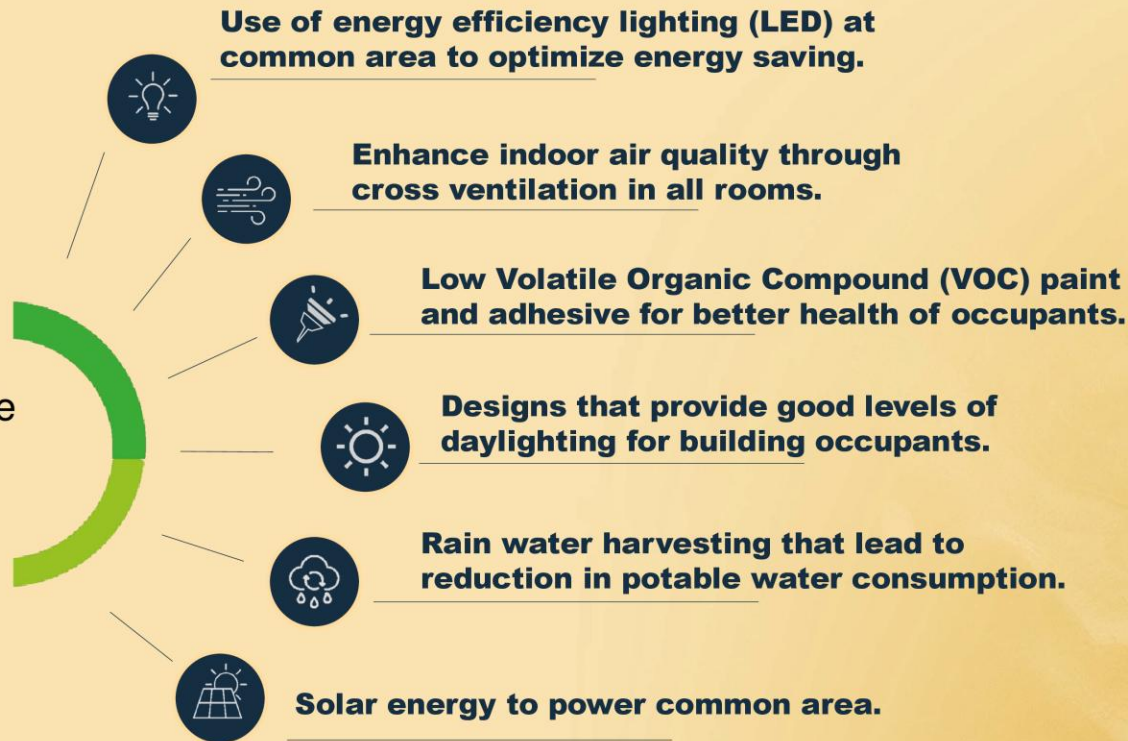 Use of energy efficiency lighting (LED) at
common area to optimize energy saving.
Enhance indoor air quality through
cross ventilation in all rooms.
Low Volatile Organic Compound (VOC) paint
and adhesive for better health of occupants.
e
Designs that provide good levels of
daylighting for building occupants.
Rain water harvesting that lead to
reduction in potable water consumption.
Solar energy to power common area.